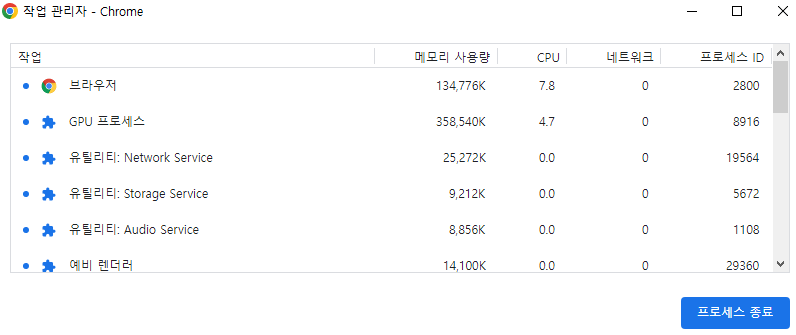 작업 관리자 - Chrome
작업 메모리 사용량 CPU 네트워크 프로세스 ID
브라우저 134,776K 7.8 0 2800
GPU 프로세스 358,540K 4.7 0 8916
유틸리티: Network Service 25,272K 0.0 0 19564
유틸리티: Storage Service 9,212K 0.0 0 5672
유틸리티: Audio Service 8,856K 0.0 0 1108
예비 렌더러 14,100K 0.0 0 29360
프로세스 종료